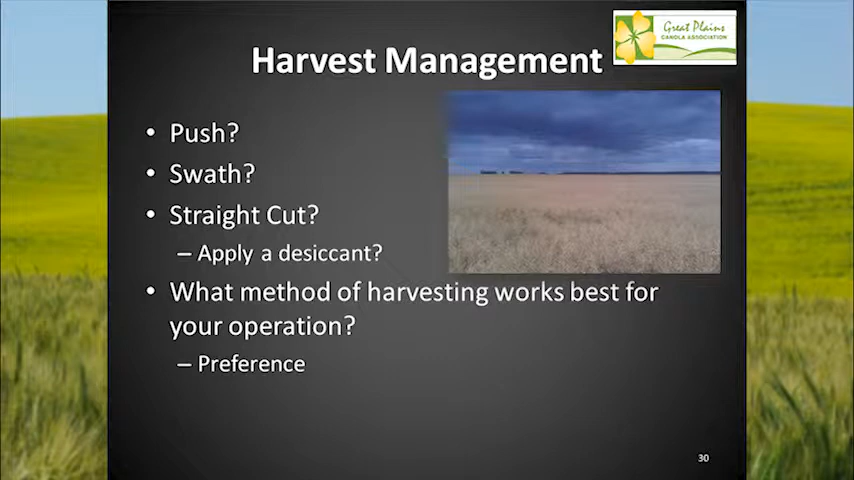 Great Plains
CANOLA ASSOCIATION
Harvest Management
• Push?
• Swath?
• Straight Cut?
– Apply a desiccant?
• What method of harvesting works best for
your operation?
– Preference
30